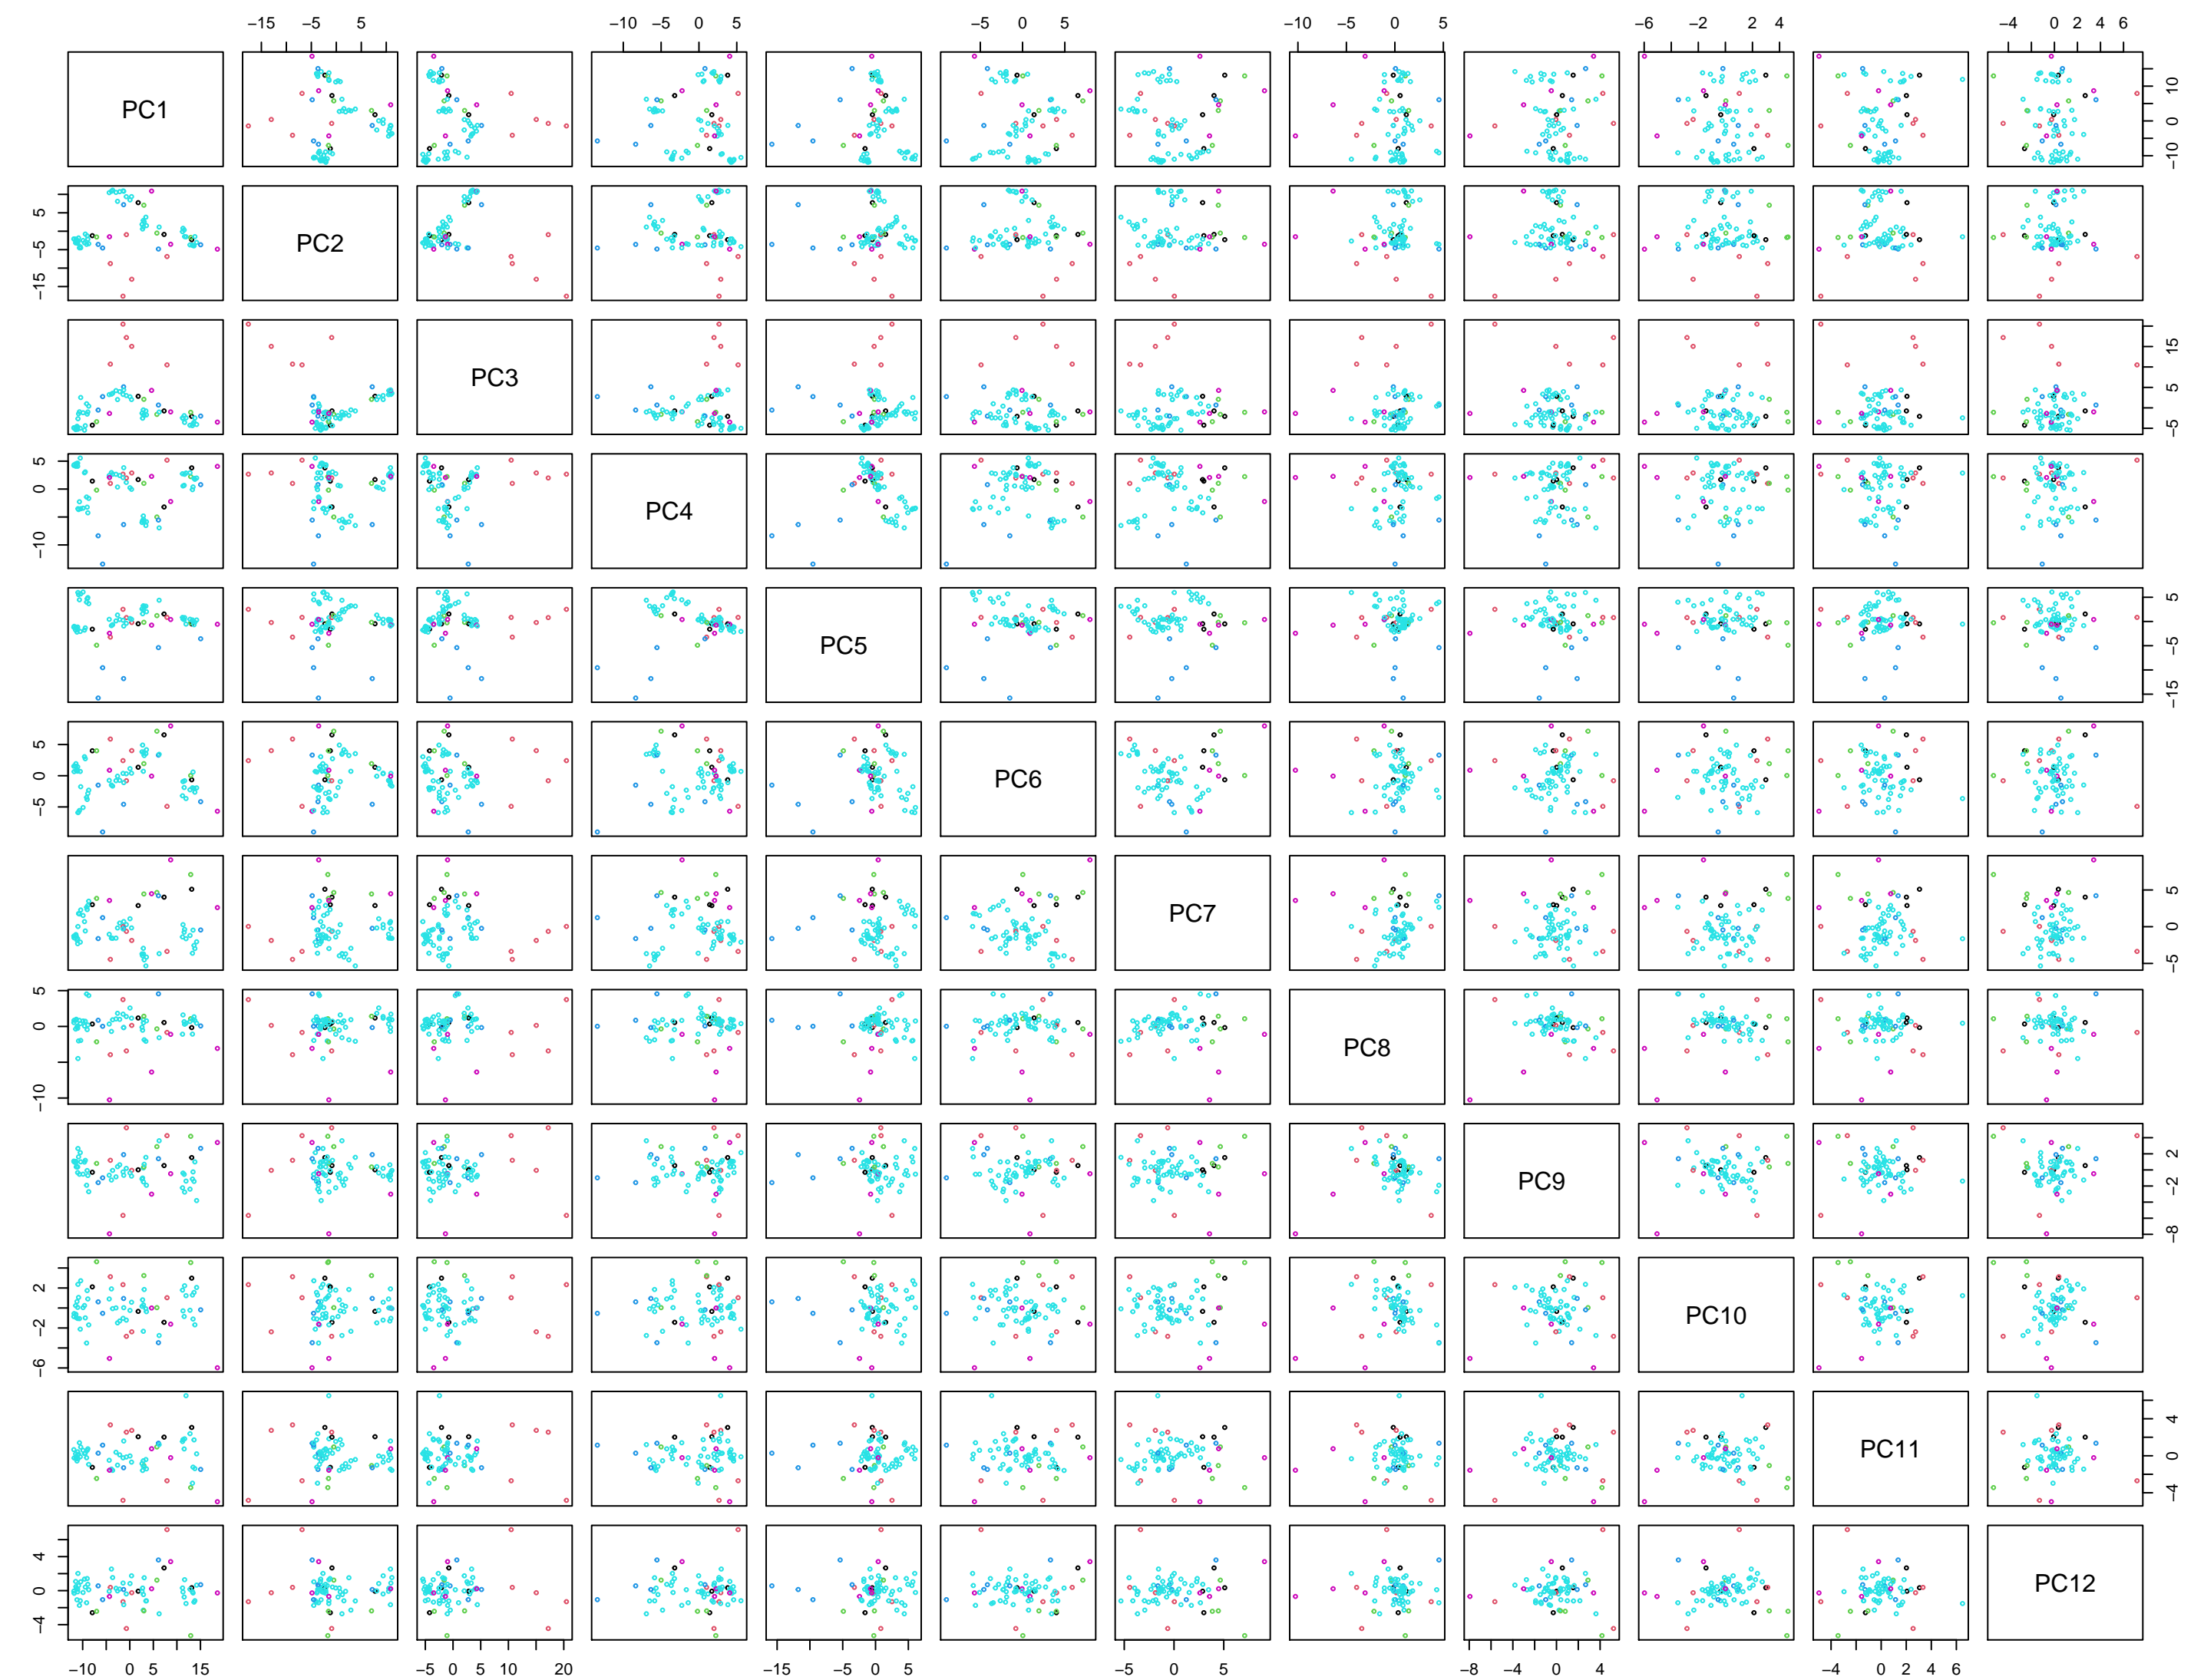 −15 −5 5 −10 −5 0 5 −5 0 5 −10 −5 0 5 −6 −2 2 4 −4 0 2 4 6
PC1 −10 0 10
−15 −5 5 PC2
PC3 −5 5 15
−10 0 5 PC4
PC5 −15 −5 5
−5 0 5 PC6
PC7 −5 0 5
−10 0 5 PC8
PC9 −8 −2 2
−6 −2 2 PC10
PC11 −4 0 4
−4 0 4 PC12
−10 0 5 15 −5 0 5 10 20 −15 −5 0 5 −5 0 5 −8 −4 0 4 −4 0 2 4 6